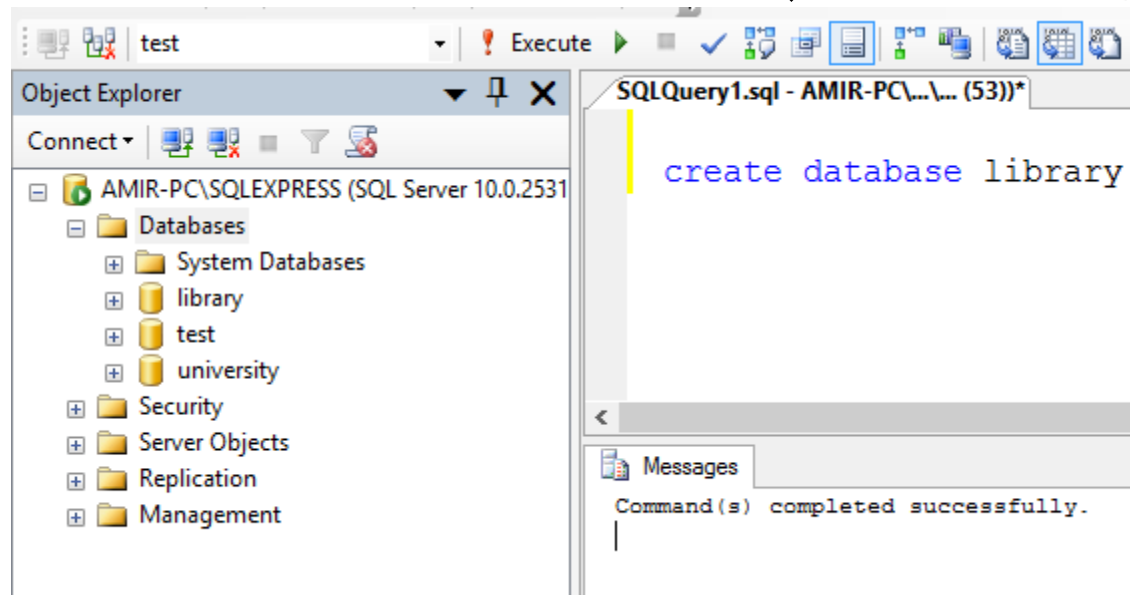 test
Execute
Object Explorer
Connect
AMIR-PC\SQLEXPRESS (SQL Server 10.0.2531
Databases
System Databases
library
test
university
Security
Server Objects
Replication
Management
SQLQuery1.sql - AMIR-PC\...\... (53))*
create database library
Messages
Command(s) completed successfully.